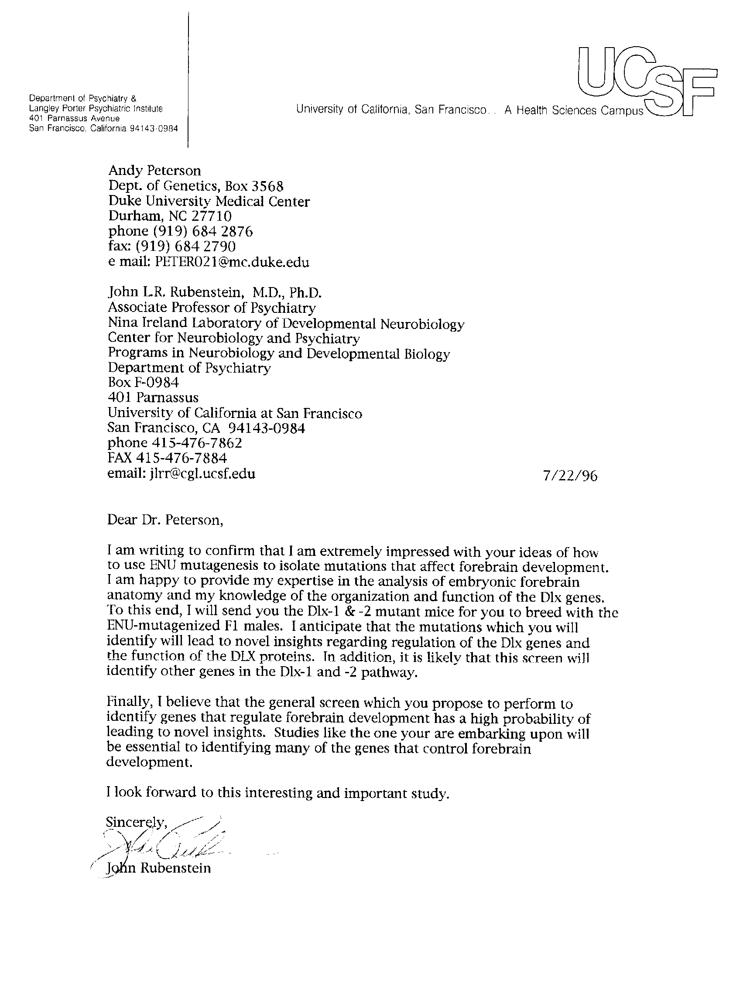 UCSF
Department of Psychiatry &
Langley Porter Psychiatric Institute
401 Parnassus Avenue
San Francisco, California 94143-0984
University of California, San Francisco . . A Health Sciences Campus
Andy Peterson
Dept. of Genetics, Box 3568
Duke University Medical Center
Durham, NC 27710
phone (919) 684 2876
fax: (919) 684 2790
e mail: PETER021@mc.duke.edu
John L.R. Rubenstein, M.D., Ph.D.
Associate Professor of Psychiatry
Nina Ireland Laboratory of Developmental Neurobiology
Center for Neurobiology and Psychiatry
Programs in Neurobiology and Developmental Biology
Department of Psychiatry
Box F-0984
401 Parnassus
University of California at San Francisco
San Francisco, CA 94143-0984
phone 415-476-7862
FAX 415-476-7884
email: jlrr@cgl.ucsf.edu 7/22/96
Dear Dr. Peterson,
I am writing to confirm that I am extremely impressed with your ideas of how
to use ENU mutagenesis to isolate mutations that affect forebrain development.
I am happy to provide my expertise in the analysis of embryonic forebrain
anatomy and my knowledge of the organization and function of the Dlx genes.
To this end, I will send you the Dlx-1 & -2 mutant mice for you to breed with the
ENU-mutagenized F1 males. I anticipate that the mutations which you will
identify will lead to novel insights regarding regulation of the Dlx genes and
the function of the DLX proteins. In addition, it is likely that this screen will
identify other genes in the Dlx-1 and -2 pathway.
Finally, I believe that the general screen which you propose to perform to
identify genes that regulate forebrain development has a high probability of
leading to novel insights. Studies like the one your are embarking upon will
be essential to identifying many of the genes that control forebrain
development.
I look forward to this interesting and important study.
Sincerely,
John Rubenstein